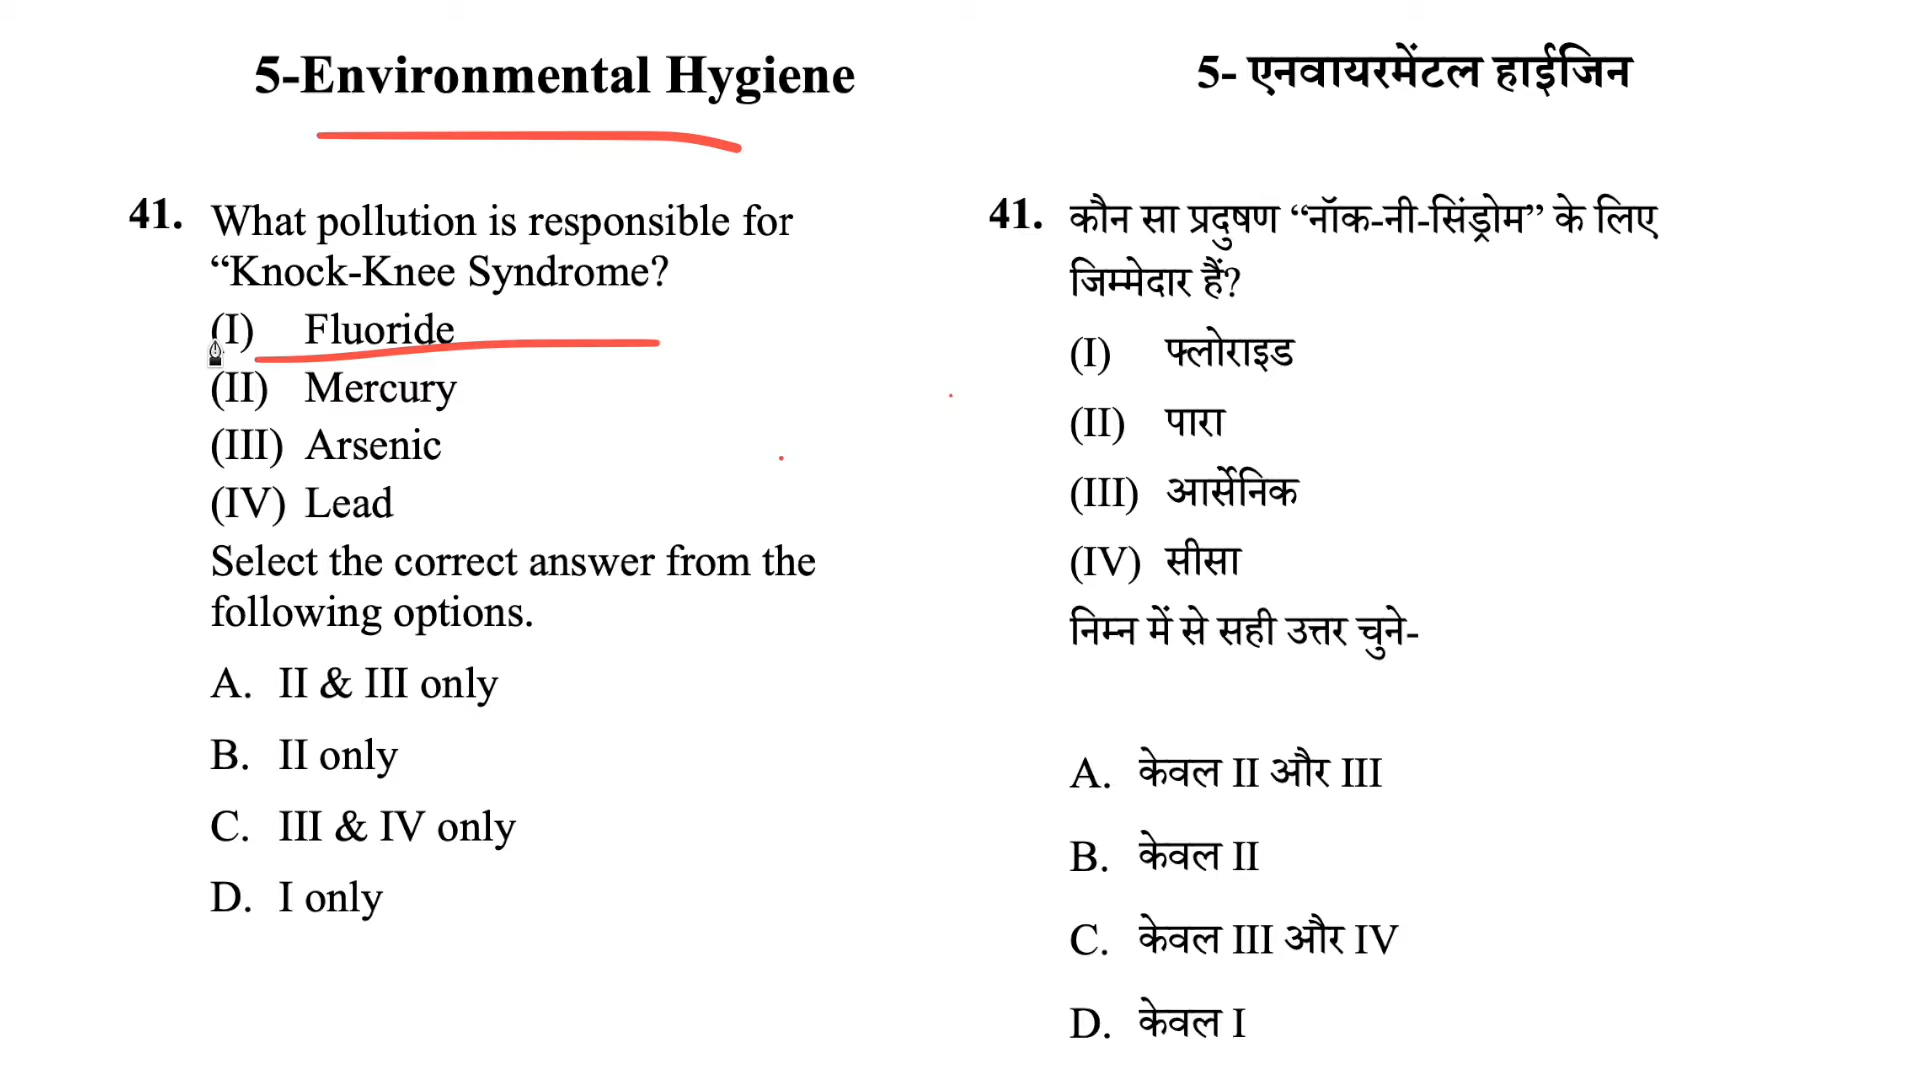 5-Environmental Hygiene
41. What pollution is responsible for
“Knock-Knee Syndrome?
(I) Fluoride
(II) Mercury
(III) Arsenic
(IV) Lead
Select the correct answer from the
following options.
A. II & III only
B. II only
C. III & IV only
D. I only
5- एनवायरमेंटल हाईजिन
41. कौन सा प्रदुषण “नॉक-नी-सिंड्रोम” के लिए
जिम्मेदार हैं?
(I) फ्लोराइड
(II) पारा
(III) आर्सेनिक
(IV) सीसा
निम्न में से सही उत्तर चुने-
A. केवल II और III
B. केवल II
C. केवल III और IV
D. केवल I